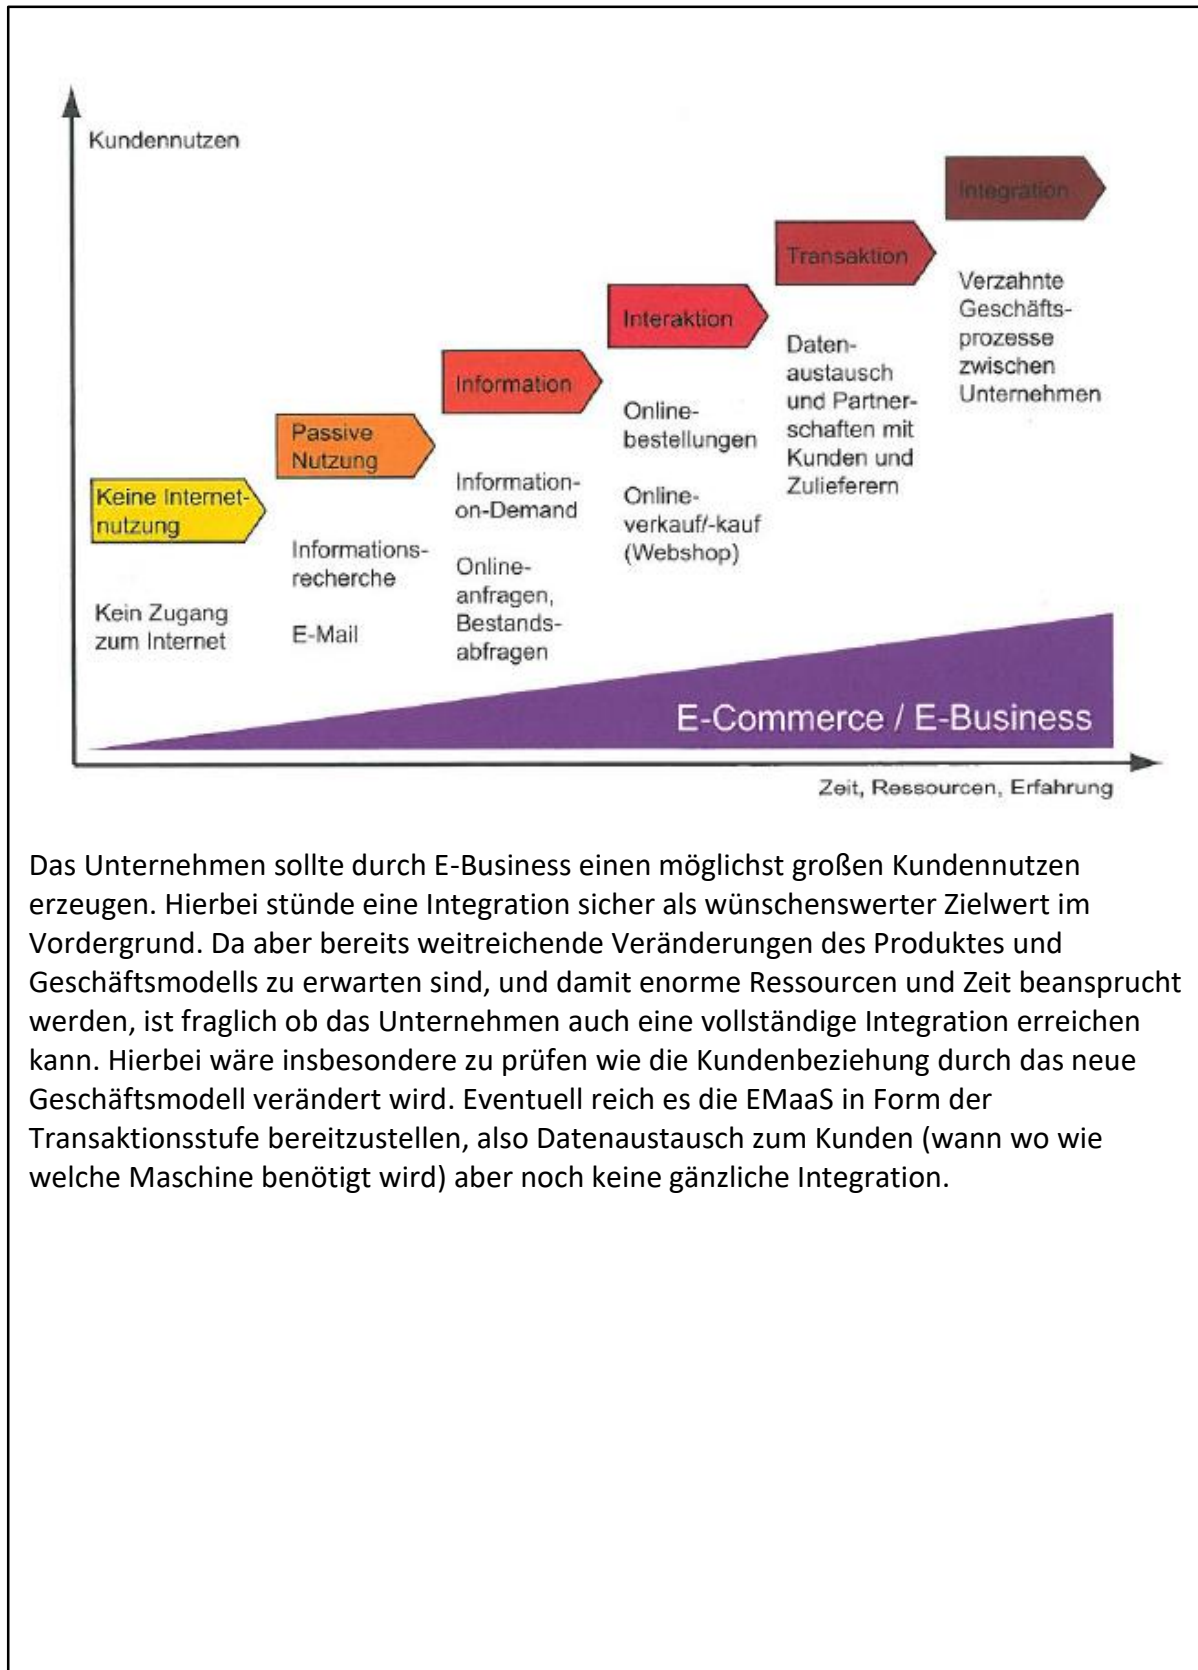 Kundennutzen
Integration
Verzahnte
Geschäfts-
prozesse
zwischen
Unternehmen
Transaktion
Daten-
austausch
und Partner-
schaften mit
Kunden und
Zulieferern
Interaktion
Online-
bestellungen
Online-
verkauf/-kauf
(Webshop)
Information
Information-
on-Demand
Online-
anfragen,
Bestands-
abfragen
Passive
Nutzung
Informations-
recherche
E-Mail
Keine Internet-
nutzung
Kein Zugang
zum Internet
E-Commerce / E-Business
Zeit, Ressourcen, Erfahrung
Das Unternehmen sollte durch E-Business einen möglichst großen Kundennutzen
erzeugen. Hierbei stünde eine Integration sicher als wünschenswerter Zielwert im
Vordergrund. Da aber bereits weitreichende Veränderungen des Produktes und
Geschäftsmodells zu erwarten sind, und damit enorme Ressourcen und Zeit beansprucht
werden, ist fraglich ob das Unternehmen auch eine vollständige Integration erreichen
kann. Hierbei wäre insbesondere zu prüfen wie die Kundenbeziehung durch das neue
Geschäftsmodell verändert wird. Eventuell reich es die EMaaS in Form der
Transaktionsstufe bereitzustellen, also Datenaustausch zum Kunden (wann wo wie
welche Maschine benötigt wird) aber noch keine gänzliche Integration.